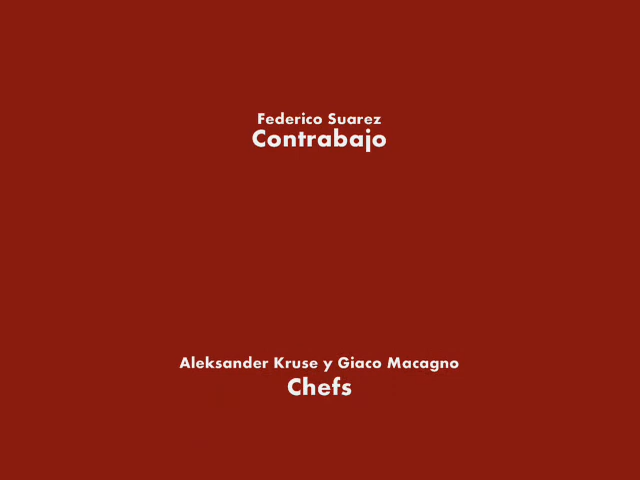 Federico Suarez
Contrabajo
Aleksander Kruse y Giaco Macagno
Chefs